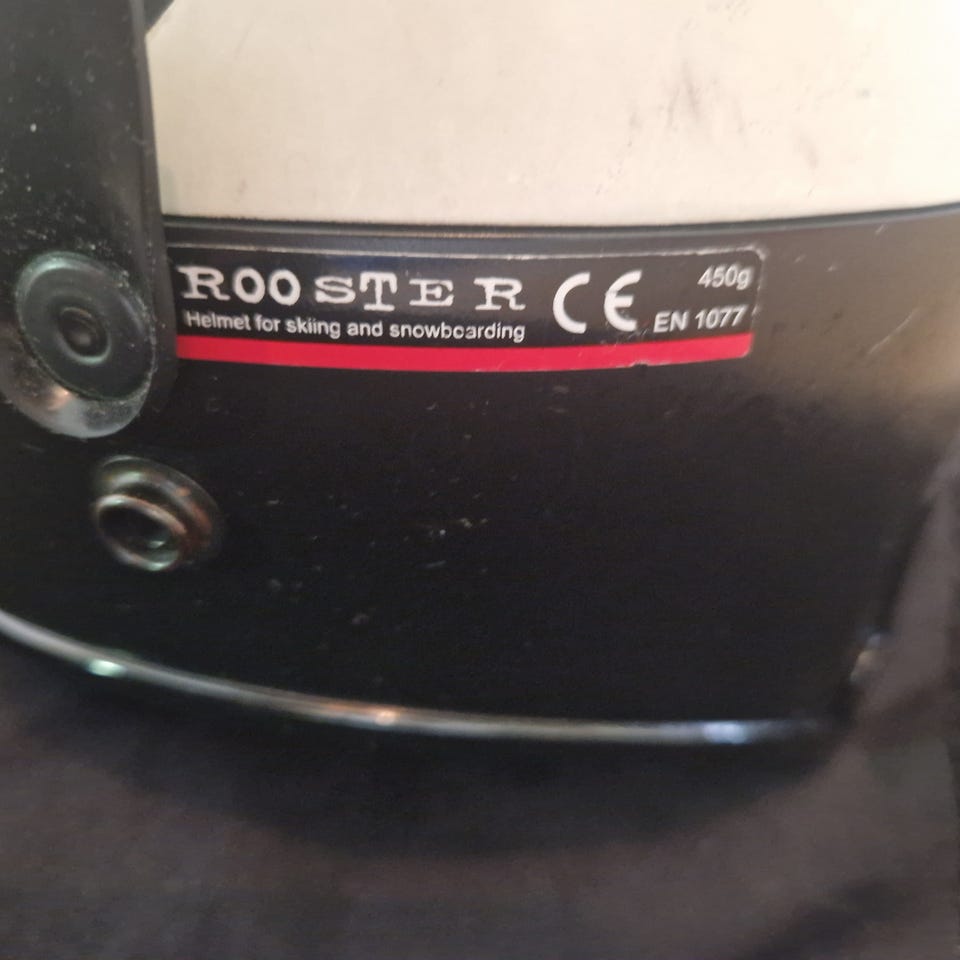 ROOSTER CE 450g
Helmet for skiing and snowboarding EN 1077